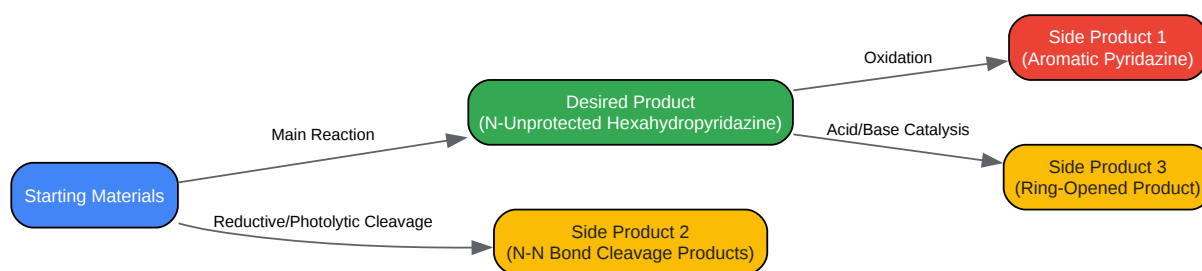 Starting Materials
Main Reaction
Reductive/Photolytic Cleavage
Desired Product
(N-Unprotected Hexahydropyridazine)
Side Product 2
(N-N Bond Cleavage Products)
Oxidation
Acid/Base Catalysis
Side Product 1
(Aromatic Pyridazine)
Side Product 3
(Ring-Opened Product)